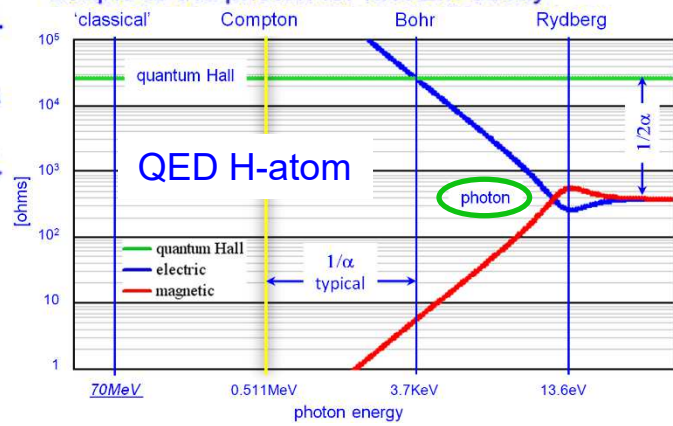 'classical' Compton Bohr Rydberg
10⁵
quantum Hall
10⁴
1/2α
QED H-atom
10³
photon
[ohms]
10²
quantum Hall
electric
magnetic
1/α
typical
10
1
70MeV 0.511MeV 3.7KeV 13.6eV
photon energy